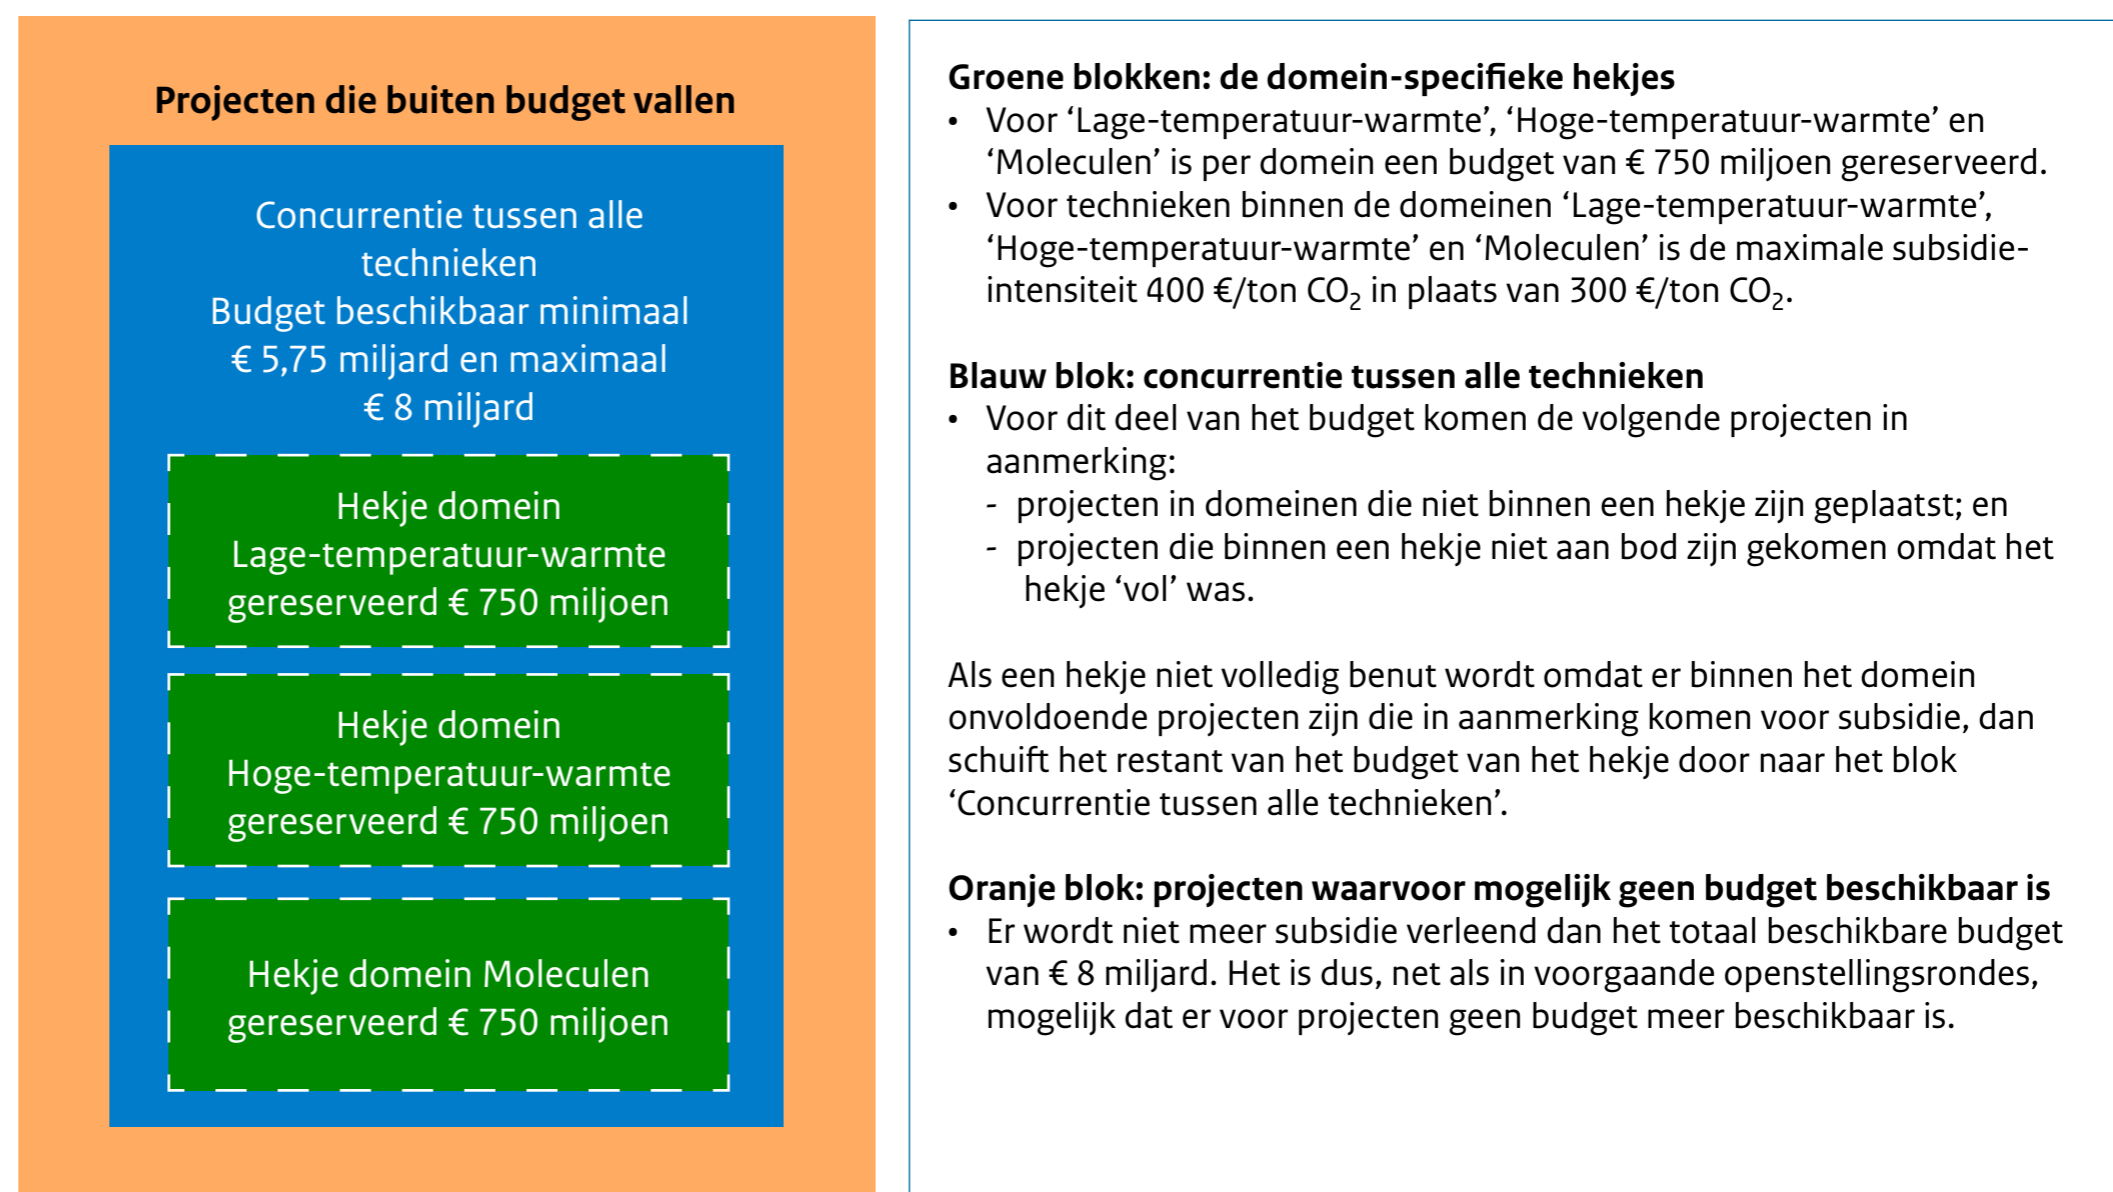 Projecten die buiten budget vallen
Concurrentie tussen alle
technieken
Budget beschikbaar minimaal
€ 5,75 miljard en maximaal
€ 8 miljard
Hekje domein
Lage-temperatuur-warmte
gereserveerd € 750 miljoen
Hekje domein
Hoge-temperatuur-warmte
gereserveerd € 750 miljoen
Hekje domein Moleculen
gereserveerd € 750 miljoen
Groene blokken: de domein-specifieke hekjes
• Voor ‘Lage-temperatuur-warmte’, ‘Hoge-temperatuur-warmte’ en
‘Moleculen’ is per domein een budget van € 750 miljoen gereserveerd.
• Voor technieken binnen de domeinen ‘Lage-temperatuur-warmte’,
‘Hoge-temperatuur-warmte’ en ‘Moleculen’ is de maximale subsidie-
intensiteit 400 €/ton CO₂ in plaats van 300 €/ton CO₂.
Blauw blok: concurrentie tussen alle technieken
• Voor dit deel van het budget komen de volgende projecten in
aanmerking:
- projecten in domeinen die niet binnen een hekje zijn geplaatst; en
- projecten die binnen een hekje niet aan bod zijn gekomen omdat het
hekje ‘vol’ was.
Als een hekje niet volledig benut wordt omdat er binnen het domein
onvoldoende projecten zijn die in aanmerking komen voor subsidie, dan
schuift het restant van het budget van het hekje door naar het blok
‘Concurrentie tussen alle technieken’.
Oranje blok: projecten waarvoor mogelijk geen budget beschikbaar is
• Er wordt niet meer subsidie verleend dan het totaal beschikbare budget
van € 8 miljard. Het is dus, net als in voorgaande openstellingsrondes,
mogelijk dat er voor projecten geen budget meer beschikbaar is.